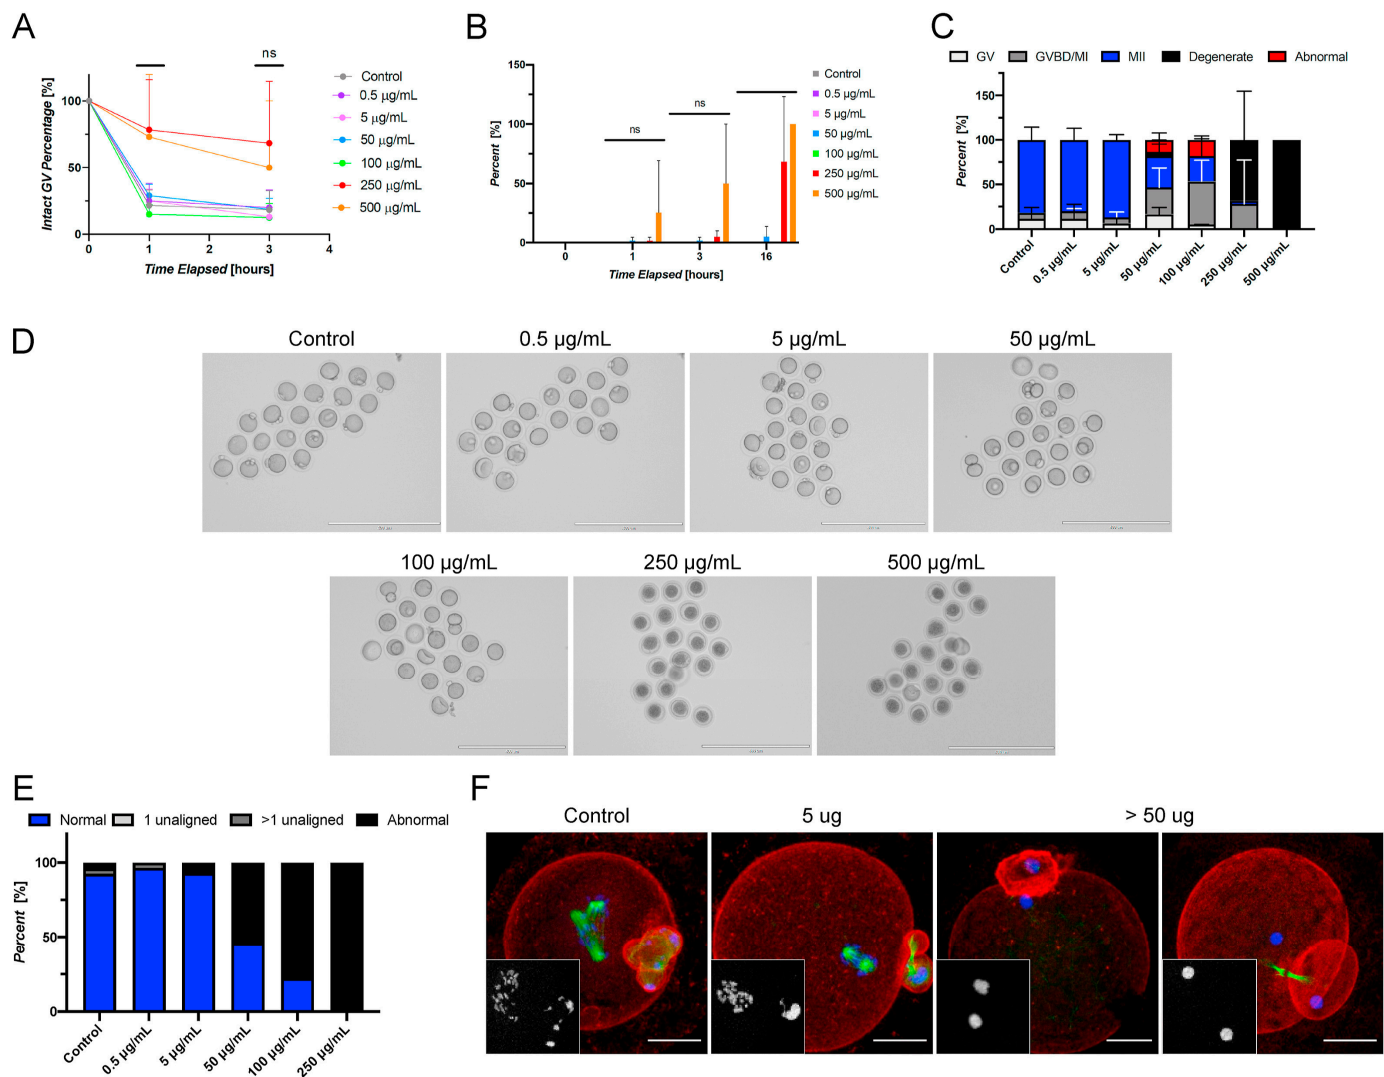 A
ns
Intact GV Percentage [%]
100
50
0
0
1
2
3
4
Time Elapsed [hours]
Control
0.5 µg/mL
5 µg/mL
50 µg/mL
100 µg/mL
250 µg/mL
500 µg/mL
B
Percent [%]
150
100
50
0
ns
ns
0
1
3
16
Time Elapsed [hours]
Control
0.5 µg/mL
5 µg/mL
50 µg/mL
100 µg/mL
250 µg/mL
500 µg/mL
C
GV GVBD/MI MII Degenerate Abnormal
Percent [%]
150
100
50
0
Control
0.5 µg/mL
5 µg/mL
50 µg/mL
100 µg/mL
250 µg/mL
500 µg/mL
D
Control
0.5 µg/mL
5 µg/mL
50 µg/mL
100 µg/mL
250 µg/mL
500 µg/mL
E
Normal 1 unaligned >1 unaligned Abnormal
Percent [%]
100
50
0
Control
0.5 µg/mL
5 µg/mL
50 µg/mL
100 µg/mL
250 µg/mL
F
Control
5 ug
> 50 ug